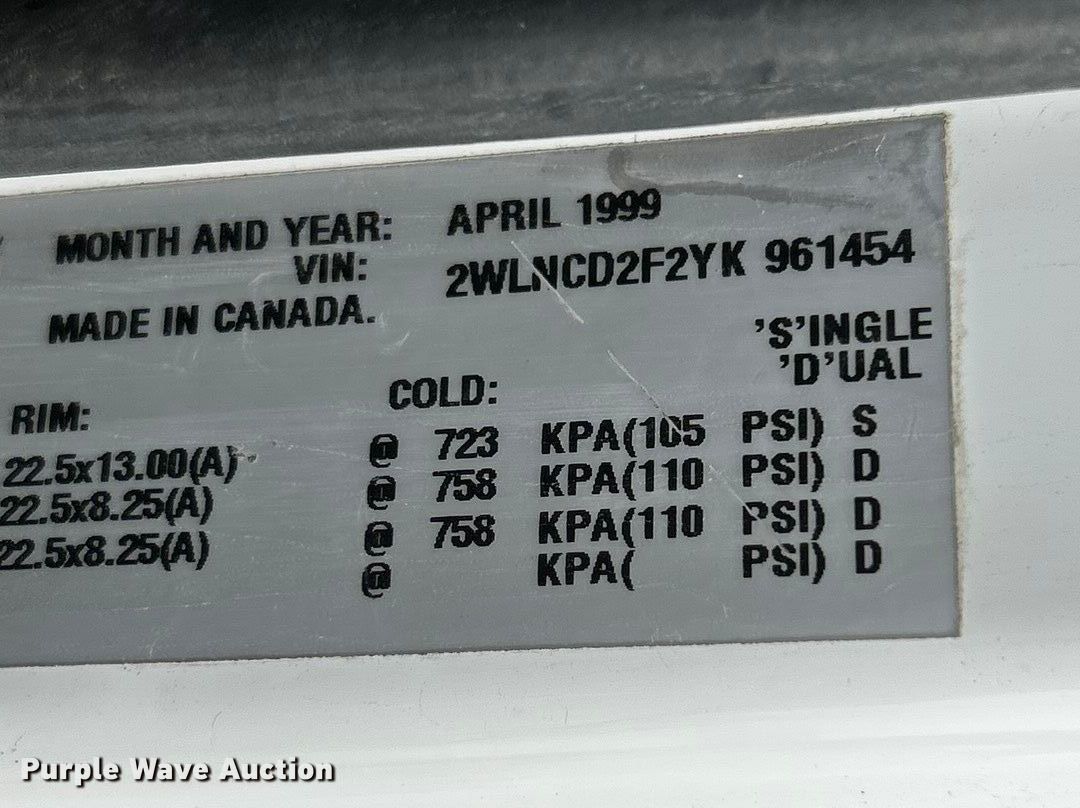 MONTH AND YEAR: APRIL 1999
VIN: 2WLNCD2F2YK 961454
MADE IN CANADA.
'S'INGLE
'D'UAL
RIM: COLD:
22.5x13.00(A) @ 723 KPA(105 PSI) S
22.5x8.25(A) @ 758 KPA(110 PSI) D
22.5x8.25(A) @ 758 KPA(110 PSI) D
@ KPA( PSI) D
Purple Wave Auction